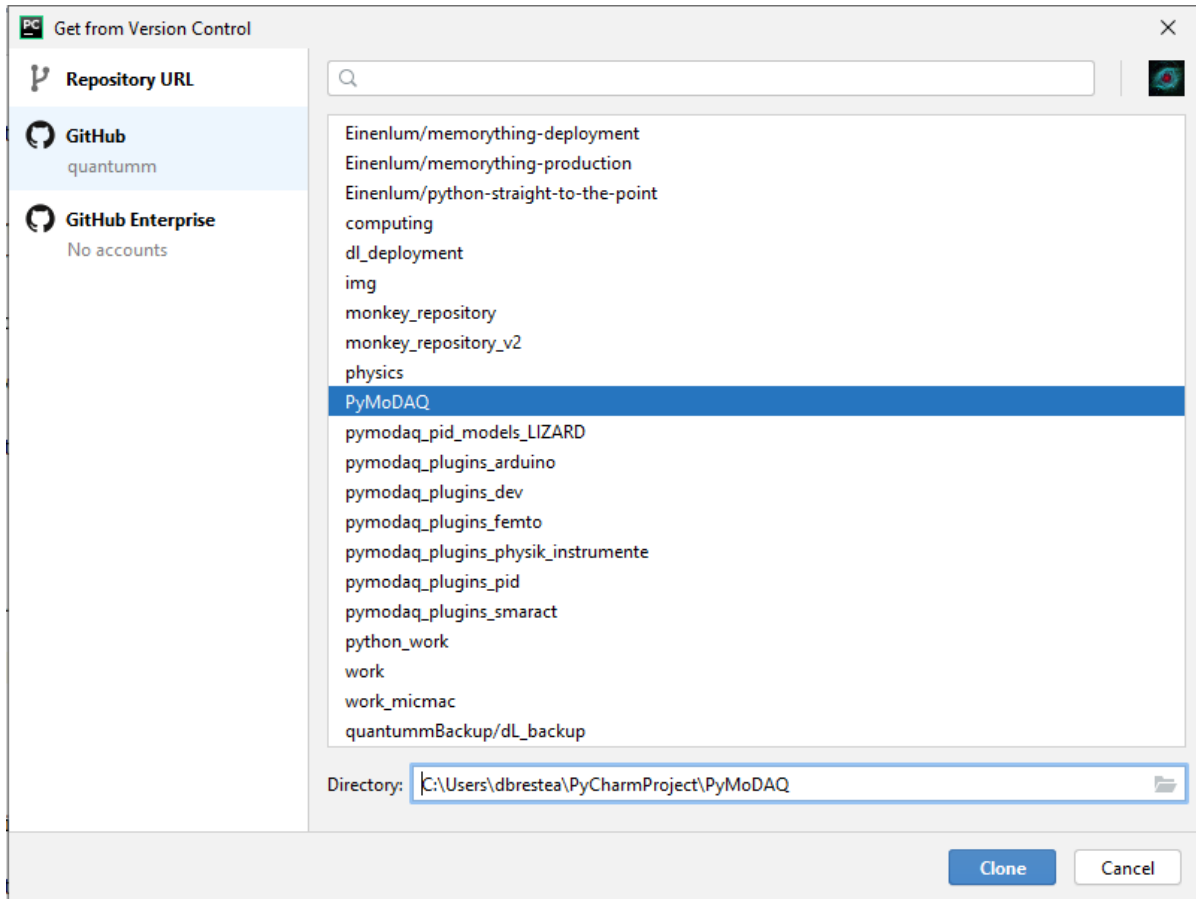 PC Get from Version Control
Repository URL
GitHub
quantumm
GitHub Enterprise
No accounts
Einenlum/memorything-deployment
Einenlum/memorything-production
Einenlum/python-straight-to-the-point
computing
dl_deployment
img
monkey_repository
monkey_repository_v2
physics
PyMoDAQ
pymodaq_pid_models_LIZARD
pymodaq_plugins_arduino
pymodaq_plugins_dev
pymodaq_plugins_femto
pymodaq_plugins_physik_instrumente
pymodaq_plugins_pid
pymodaq_plugins_smaract
python_work
work
work_micmac
quantummBackup/dL_backup
Directory: C:\Users\dbrestea\PyCharmProject\PyMoDAQ
Clone Cancel